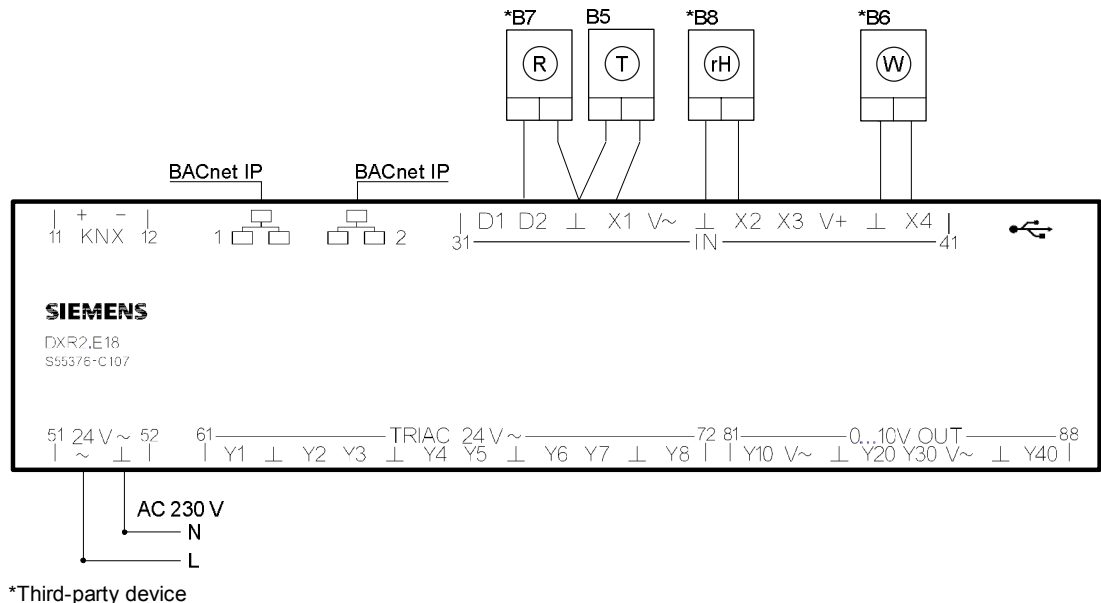 *B7 B5 *B8 *B6
R T rH W
BACnet IP BACnet IP
+ − D1 D2 ⊥ X1 V~ ⊥ X2 X3 V+ ⊥ X4
11 KNX 12 1 2 31 IN 41
SIEMENS
DXR2.E18
S55376-C107
51 24 V ~ 52 61 TRIAC 24 V ~ 72 81 0...10V OUT 88
~ ⊥ Y1 ⊥ Y2 Y3 ⊥ Y4 Y5 ⊥ Y6 Y7 ⊥ Y8 Y10 V~ ⊥ Y20 Y30 V~ ⊥ Y40
AC 230 V
N
L
*Third-party device